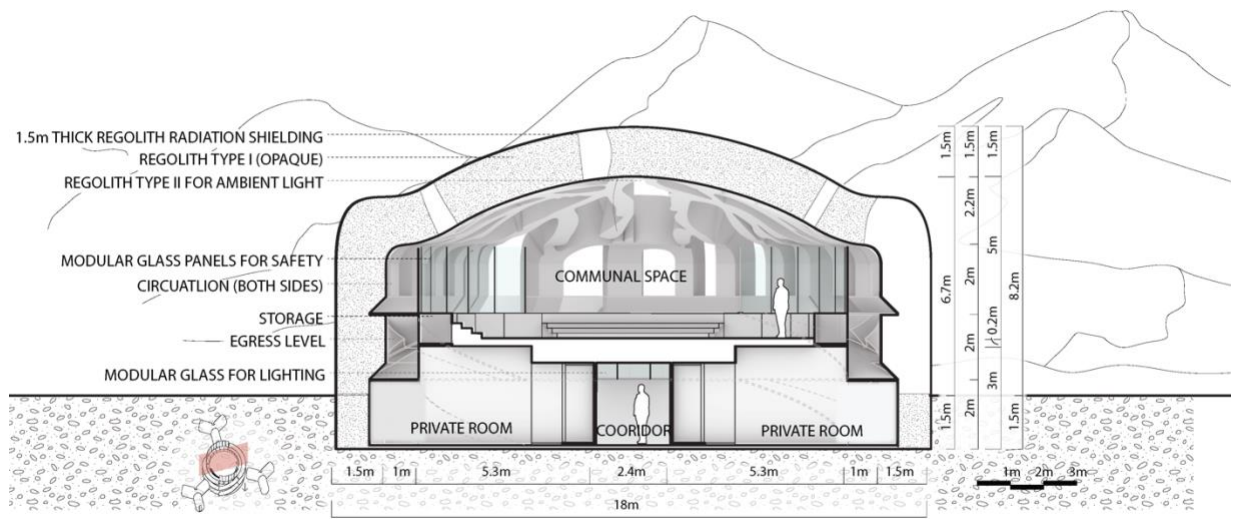 1.5m THICK REGOLITH RADIATION SHIELDING
REGOLITH TYPE I (OPAQUE)
REGOLITH TYPE II FOR AMBIENT LIGHT
MODULAR GLASS PANELS FOR SAFETY
CIRCUATLION (BOTH SIDES)
STORAGE
EGRESS LEVEL
MODULAR GLASS FOR LIGHTING
COMMUNAL SPACE
PRIVATE ROOM
COORIDOR
PRIVATE ROOM
1.5m
6.7m
1.5m
1.5m
2.2m
2m
2m
2m
1.5m
5m
0.2m
3m
8.2m
1.5m
1.5m 1m 5.3m 2.4m 5.3m 1m 1.5m
18m
1m 2m 3m